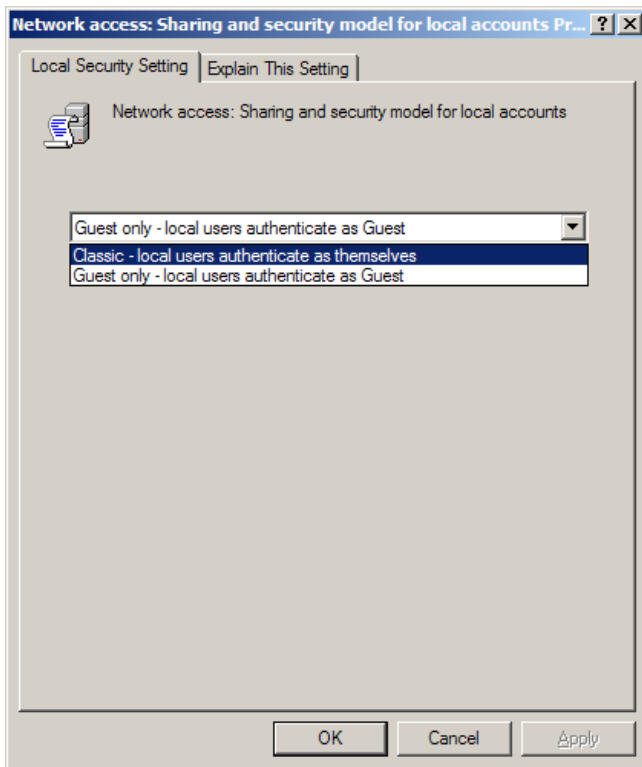 Network access: Sharing and security model for local accounts Pr... ? X
Local Security Setting
Explain This Setting
Network access: Sharing and security model for local accounts
Guest only - local users authenticate as Guest
Classic - local users authenticate as themselves
Guest only - local users authenticate as Guest
OK
Cancel
Apply